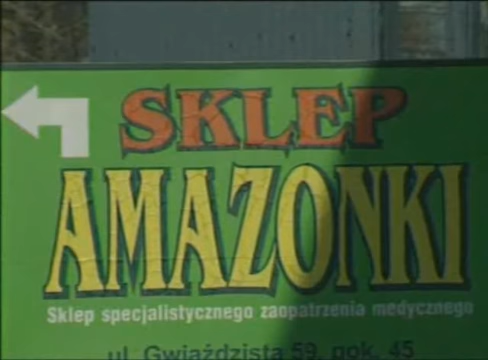 SKLEP
AMAZONKI
Sklep specjalistycznego zaopatrzenia medycznego
ul. Gwiaździsta 59, pok. 45